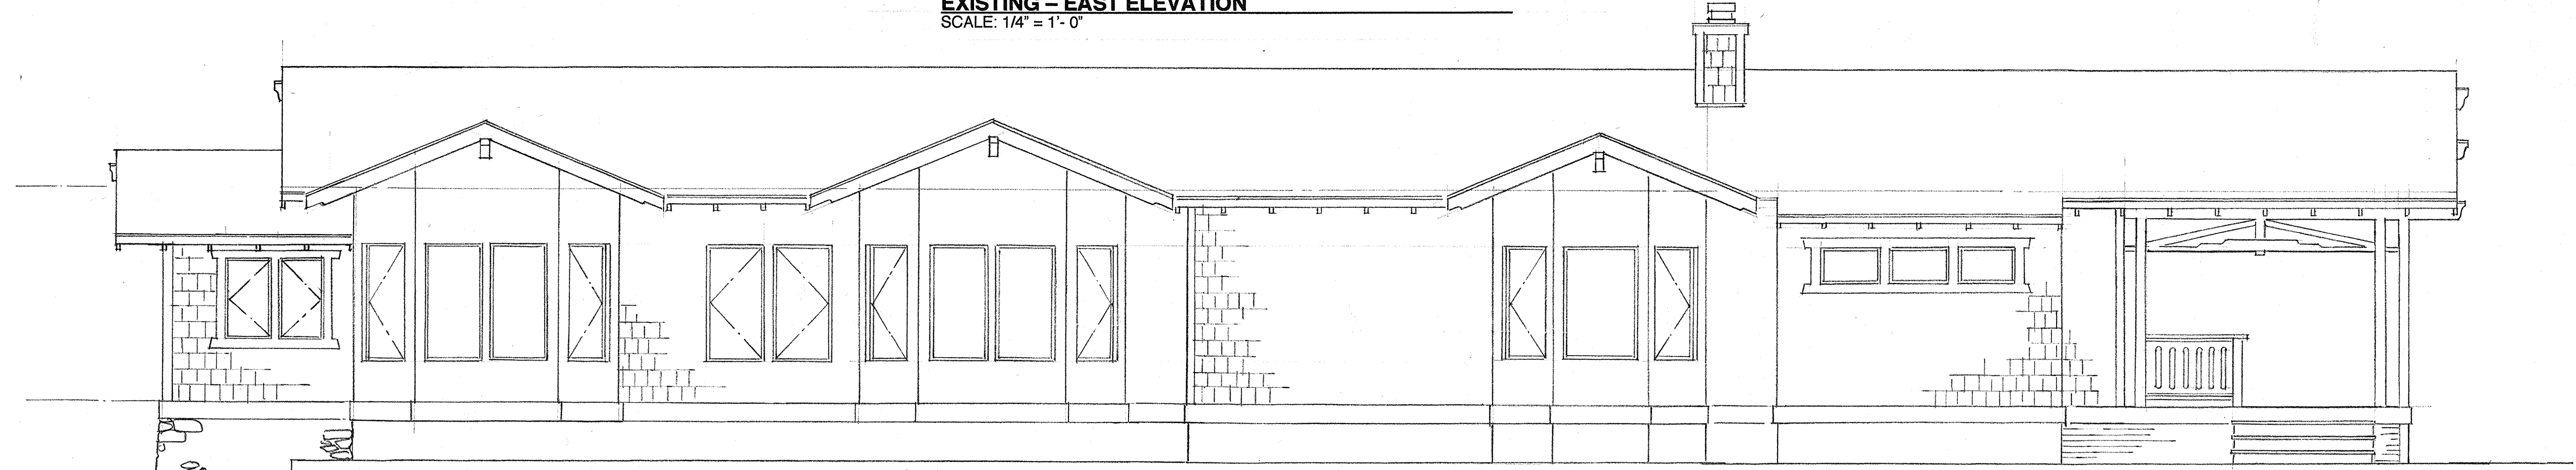 EXISTING – EAST ELEVATION
SCALE: 1/4" = 1'- 0"